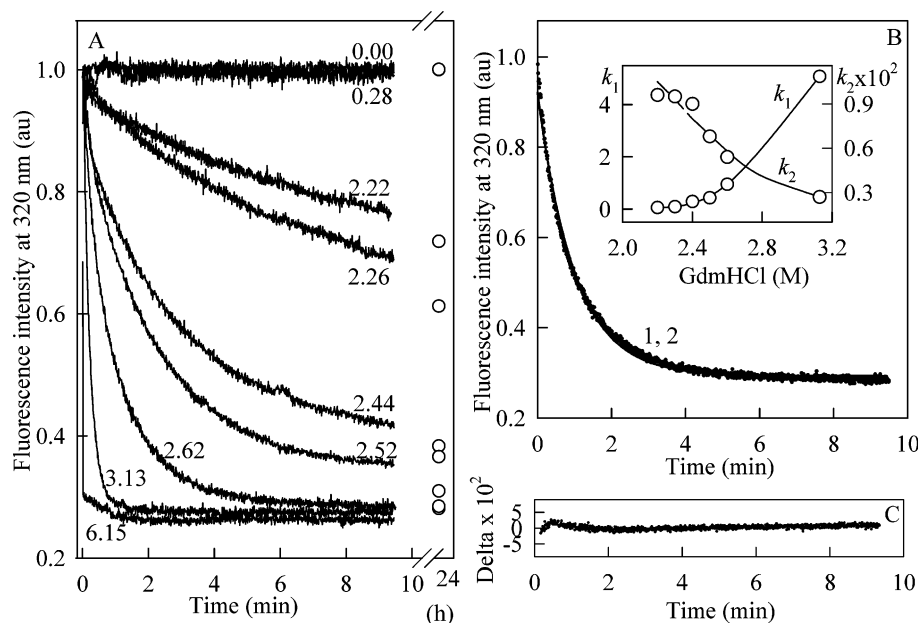 A
0.00
0.28
2.22
2.26
2.44
2.52
2.62
3.13
6.15
Fluorescence intensity at 320 nm (au)
1.0
0.8
0.6
0.4
0.2
0 2 4 6 8 10 24
Time (min) (h)
B
Fluorescence intensity at 320 nm (au)
1.0
0.8
0.6
0.4
0.2
k1 k2x10^2
4
2
0
0.9
0.6
0.3
k1
k2
2.0 2.4 2.8 3.2
GdmHCl (M)
1, 2
0 2 4 6 8 10
Time (min)
C
Delta x 10^2
5
0
-5
0 2 4 6 8 10
Time (min)